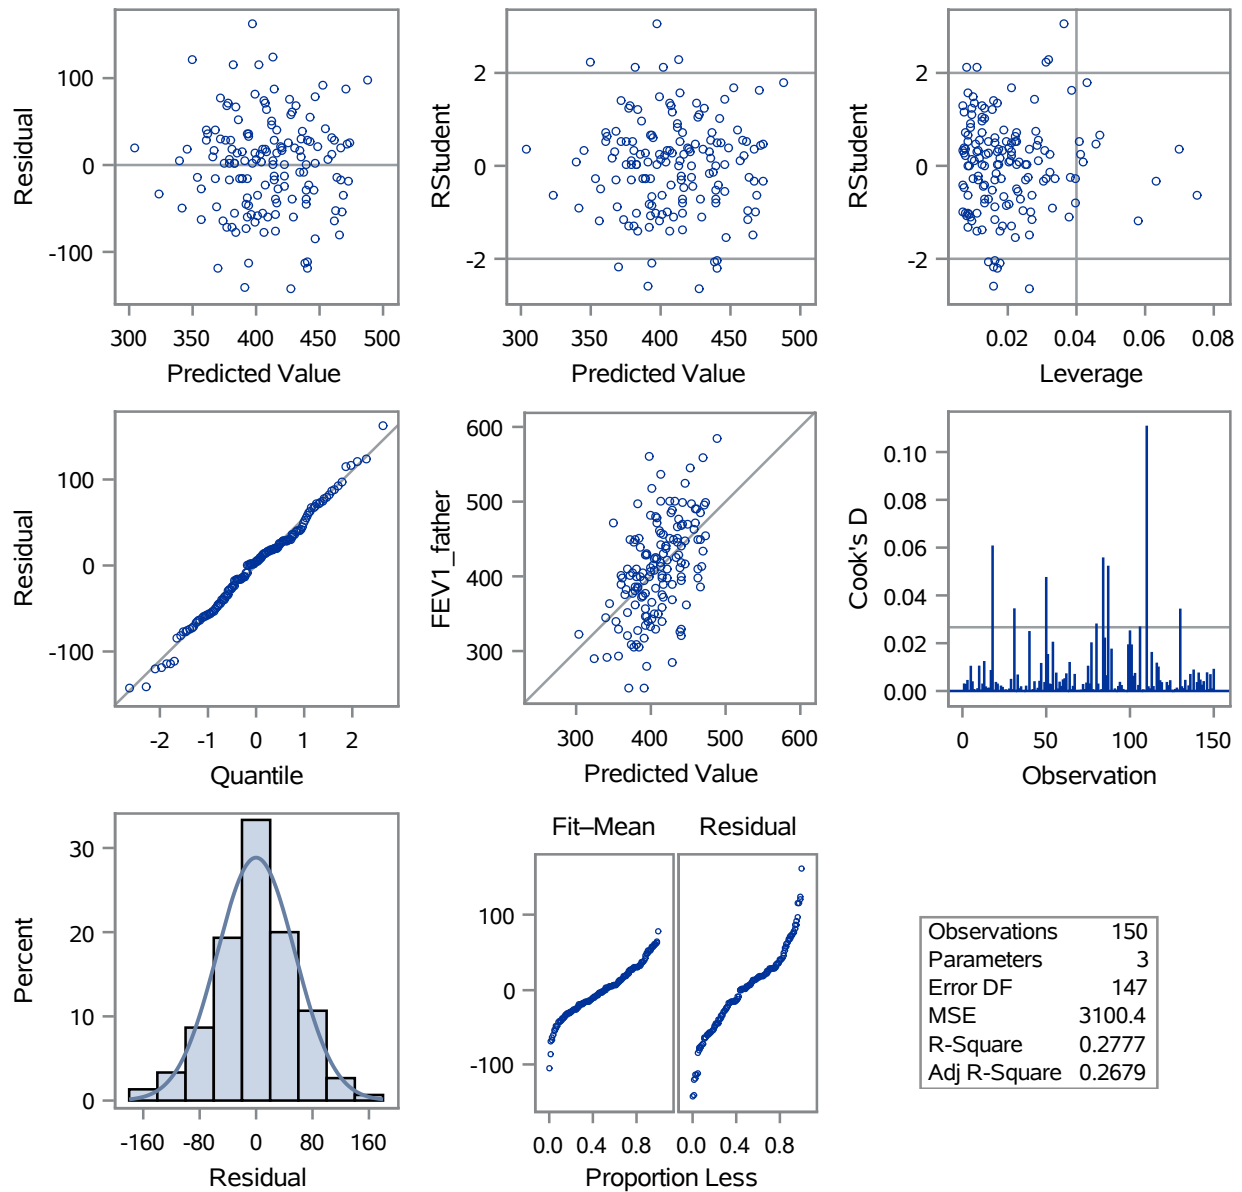 Residual
100
0
-100
300 350 400 450 500
Predicted Value
RStudent
2
0
-2
300 350 400 450 500
Predicted Value
RStudent
2
0
-2
0.02 0.04 0.06 0.08
Leverage
Residual
100
0
-100
-2 -1 0 1 2
Quantile
FEV1_father
600
500
400
300
300 400 500 600
Predicted Value
Cook's D
0.10
0.08
0.06
0.04
0.02
0.00
0 50 100 150
Observation
Percent
30
20
10
0
-160 -80 0 80 160
Residual
Fit–Mean Residual
100
0
-100
0.0 0.4 0.8 0.0 0.4 0.8
Proportion Less
Observations 150
Parameters 3
Error DF 147
MSE 3100.4
R-Square 0.2777
Adj R-Square 0.2679